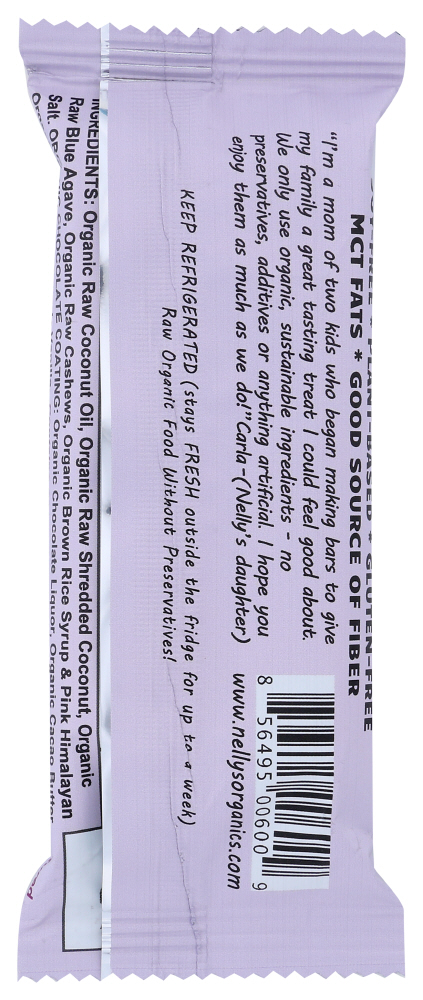 PLANT-BASED * GLUTEN-FREE
MCT FATS * GOOD SOURCE OF FIBER
"I'm a mom of two kids who began making bars to give
my family a great tasting treat I could feel good about.
We only use organic, sustainable ingredients - no
preservatives, additives or anything artificial. I hope you
enjoy them as much as we do!"Carla-(Nelly's daughter)
8 56495 00600 9
www.nellysorganics.com
KEEP REFRIGERATED (stays FRESH outside the fridge for up to a week)
Raw Organic Food Without Preservatives!
INGREDIENTS: Organic Raw Coconut Oil, Organic Raw Shredded Coconut, Organic
Raw Blue Agave, Organic Raw Cashews, Organic Brown Rice Syrup & Pink Himalayan
Salt. ORGANIC CHOCOLATE COATING: Organic Chocolate Liquor, Organic Cacao Butter,